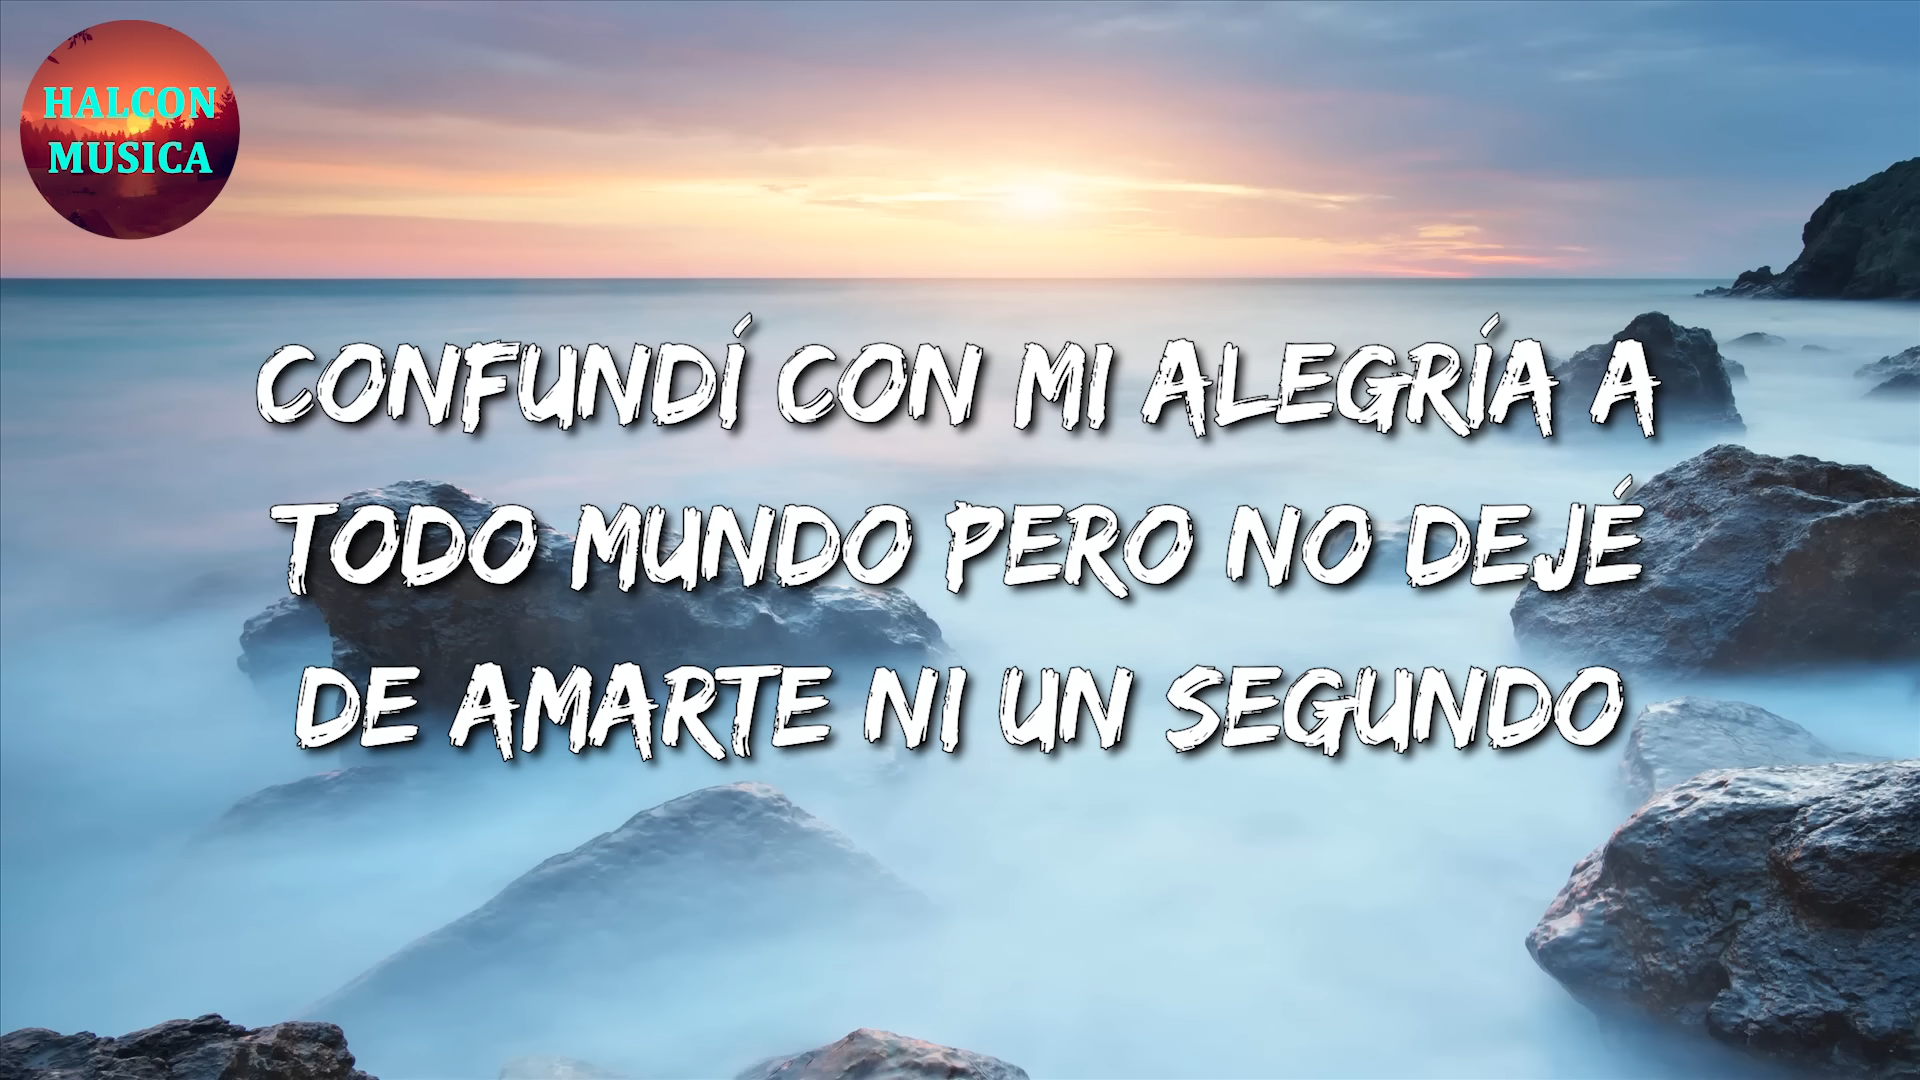 HALCON
MUSICA
CONFUNDÍ CON MI ALEGRÍA A
TODO MUNDO PERO NO DEJÉ
DE AMARTE NI UN SEGUNDO